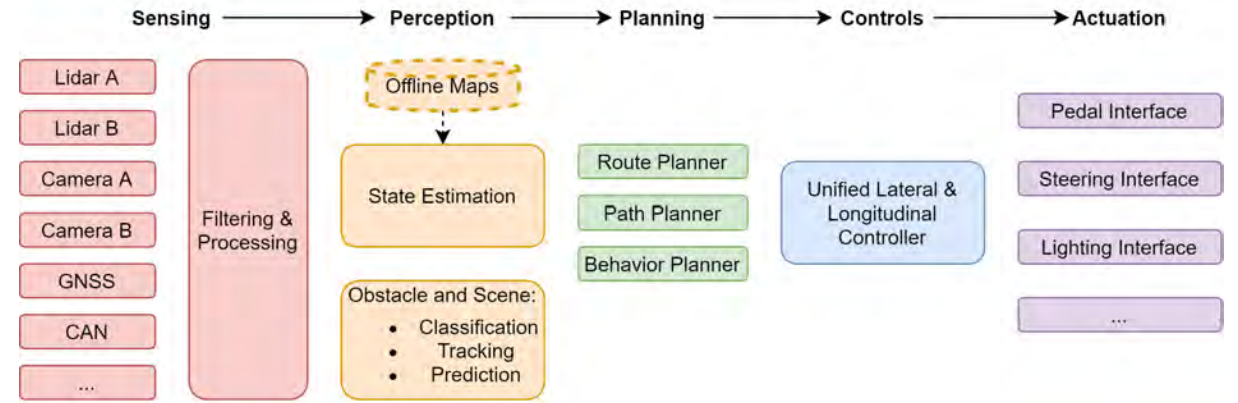 Sensing Perception Planning Controls Actuation
Lidar A
Lidar B
Camera A
Camera B
GNSS
CAN
...
Filtering &
Processing
Offline Maps
State Estimation
Obstacle and Scene:
• Classification
• Tracking
• Prediction
Route Planner
Path Planner
Behavior Planner
Unified Lateral &
Longitudinal
Controller
Pedal Interface
Steering Interface
Lighting Interface
...